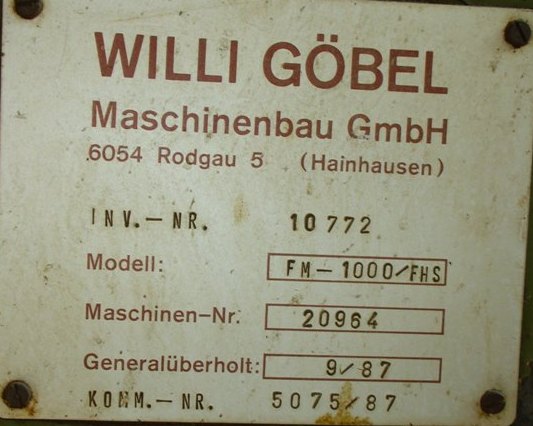 WILLI GÖBEL
Maschinenbau GmbH
6054 Rodgau 5 (Hainhausen)
INV.-NR. 10772
Modell: FM-1000/FHS
Maschinen-Nr. 20964
Generalüberholt: 9/87
KOMM.-NR. 5075/87